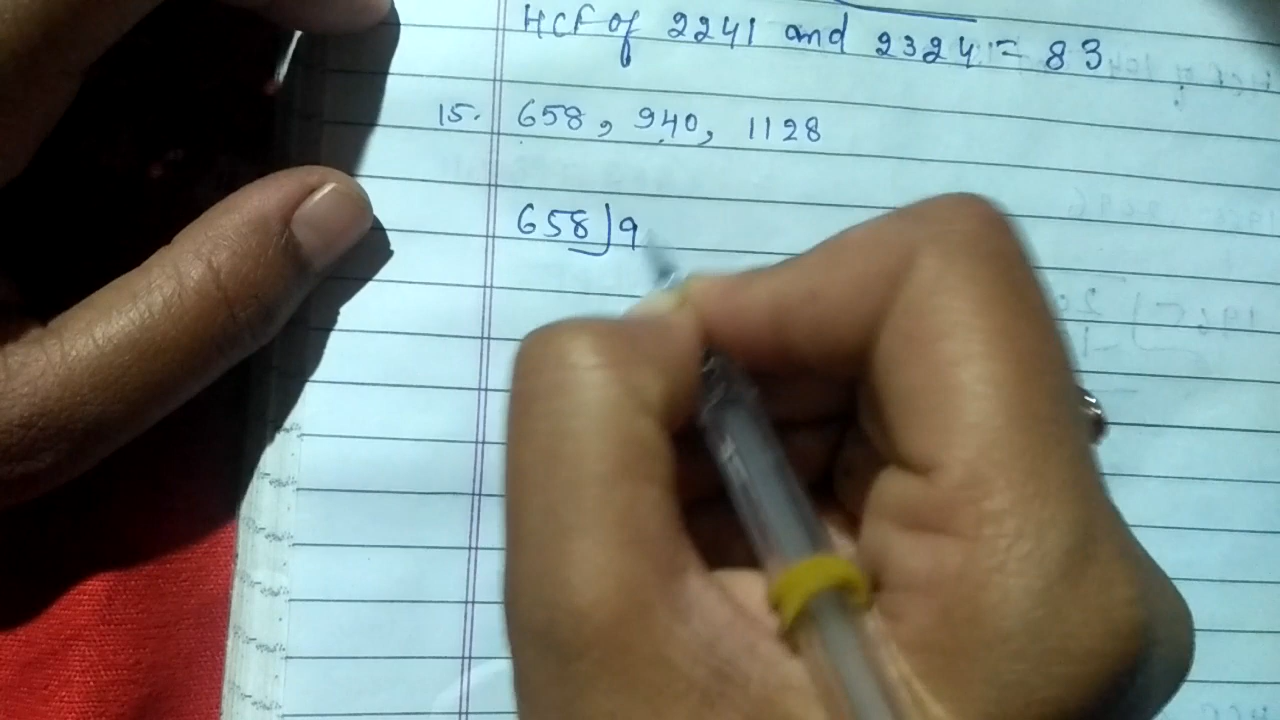 HCF of 2241 and 2324 = 83
15. 658, 940, 1128
658)9